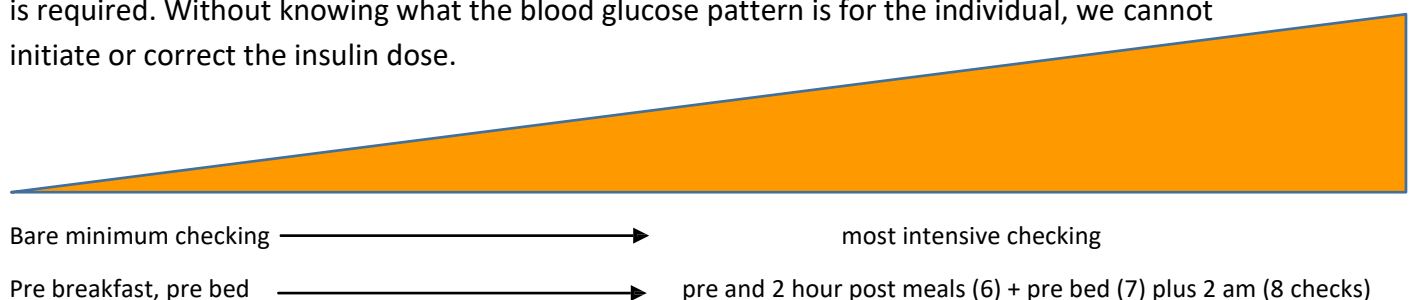 is required. Without knowing what the blood glucose pattern is for the individual, we cannot
initiate or correct the insulin dose.
Bare minimum checking most intensive checking
Pre breakfast, pre bed pre and 2 hour post meals (6) + pre bed (7) plus 2 am (8 checks)